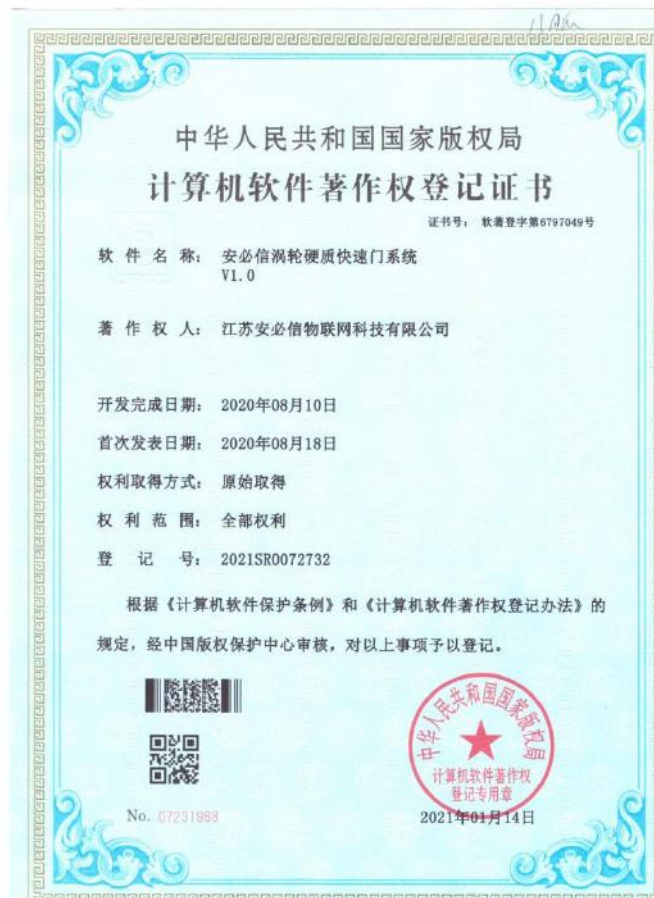 中华人民共和国国家版权局
计算机软件著作权登记证书
证书号： 软著登字第6797049号
软件名称： 安必信涡轮硬质快速门系统
V1.0
著作权人： 江苏安必信物联网科技有限公司
开发完成日期： 2020年08月10日
首次发表日期： 2020年08月18日
权利取得方式： 原始取得
权利范围： 全部权利
登记号： 2021SR0072732
根据《计算机软件保护条例》和《计算机软件著作权登记办法》的
规定，经中国版权保护中心审核，对以上事项予以登记。
中华人民共和国国家版权局
计算机软件著作权
登记专用章
No. 07231968
2021年01月14日